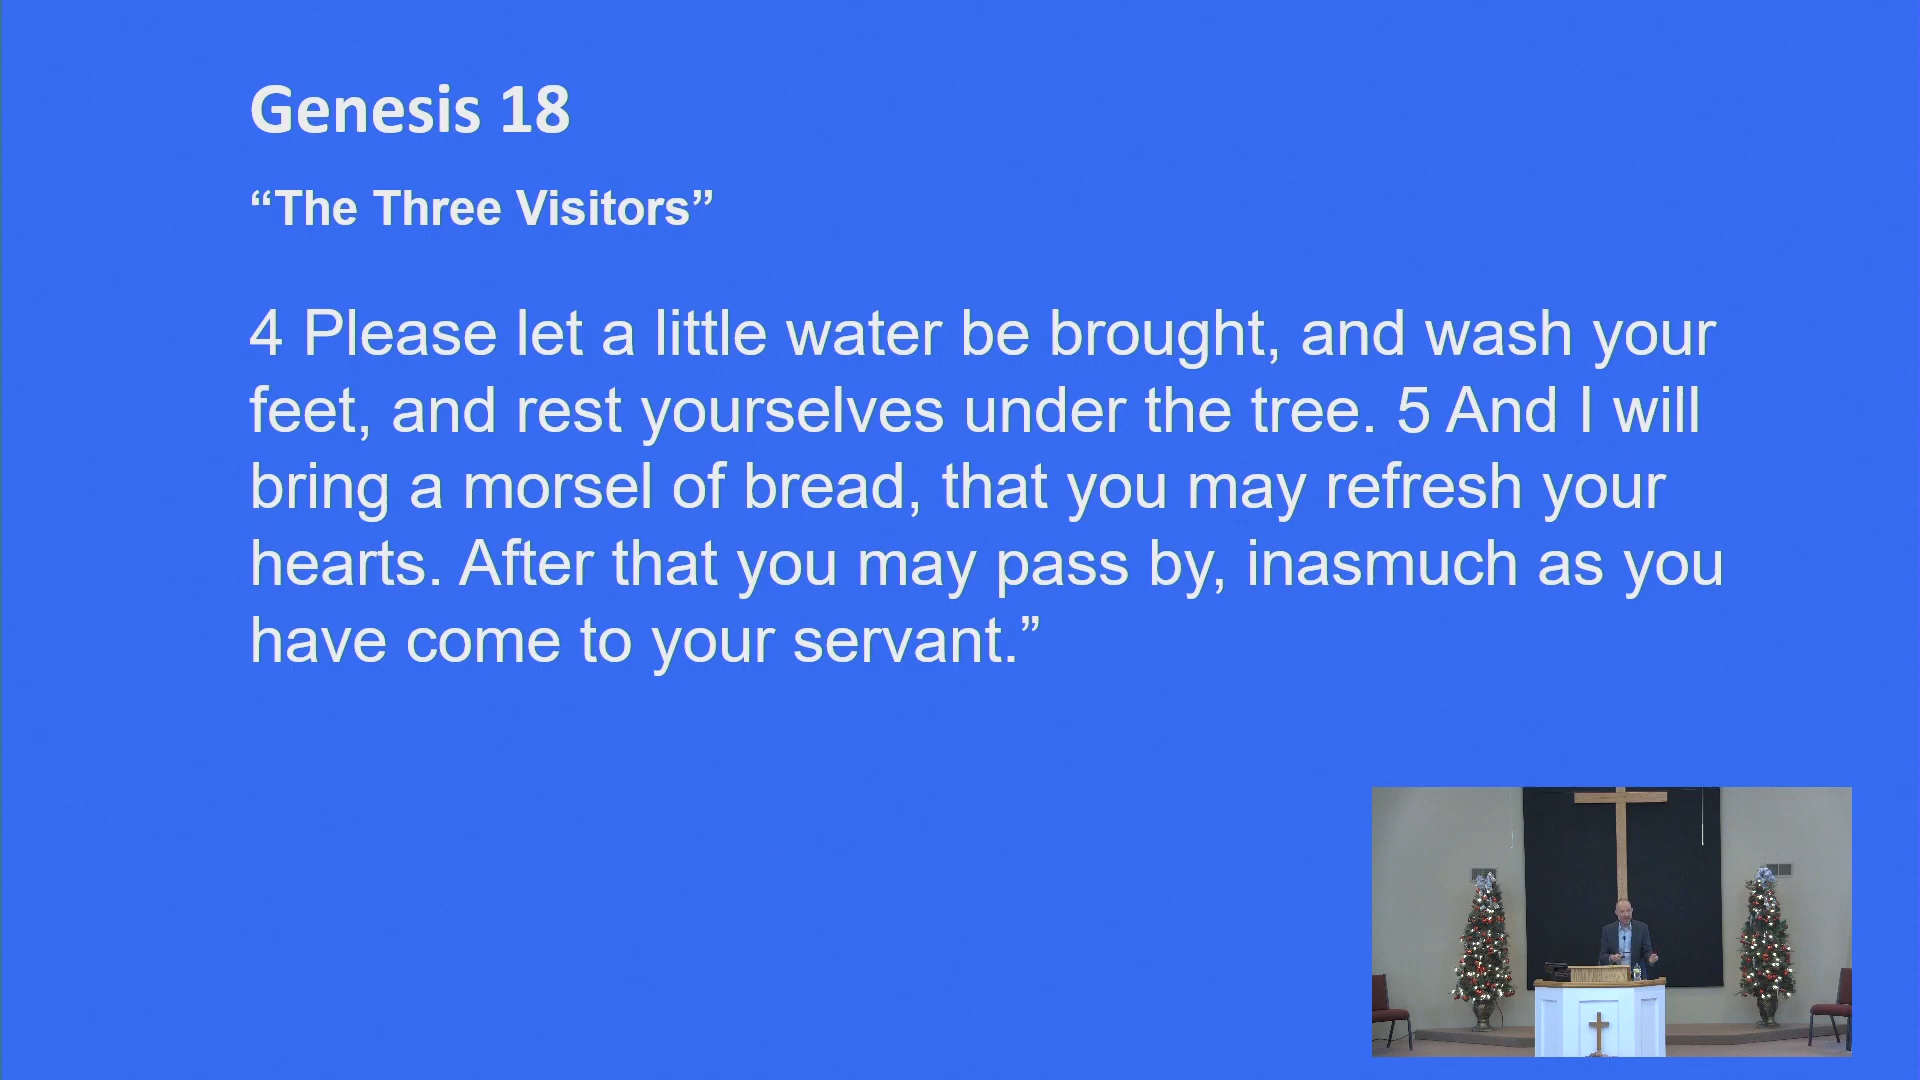 Genesis 18
“The Three Visitors”
4 Please let a little water be brought, and wash your
feet, and rest yourselves under the tree. 5 And I will
bring a morsel of bread, that you may refresh your
hearts. After that you may pass by, inasmuch as you
have come to your servant.”